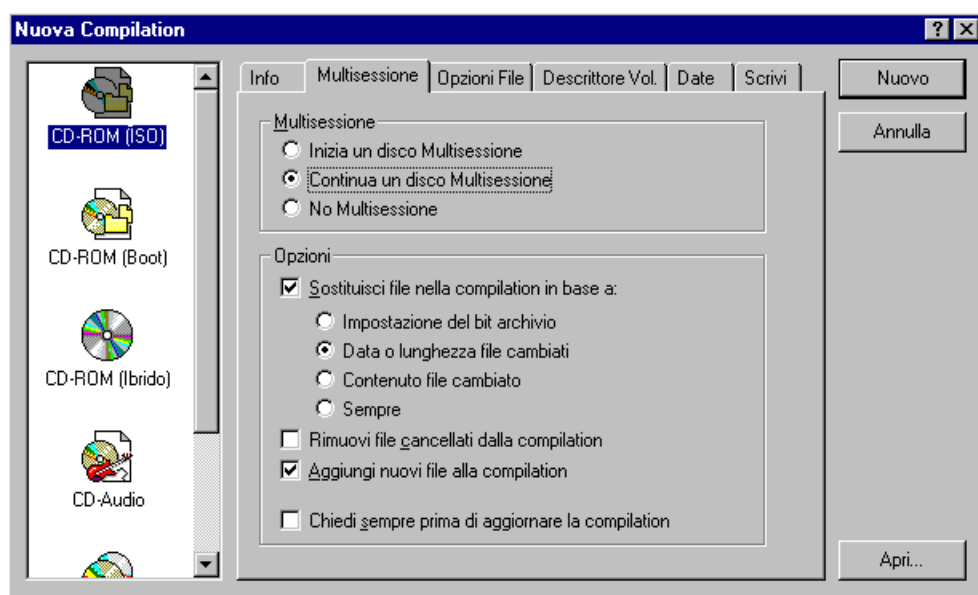 Nuova Compilation
CD-ROM (ISO)
CD-ROM (Boot)
CD-ROM (Ibrido)
CD-Audio
Info Multisessione Opzioni File Descrittore Vol. Date Scrivi
Multisessione
Inizia un disco Multisessione
Continua un disco Multisessione
No Multisessione
Opzioni
Sostituisci file nella compilation in base a:
Impostazione del bit archivio
Data o lunghezza file cambiati
Contenuto file cambiato
Sempre
Rimuovi file cancellati dalla compilation
Aggiungi nuovi file alla compilation
Chiedi sempre prima di aggiornare la compilation
Nuovo
Annulla
Apri...